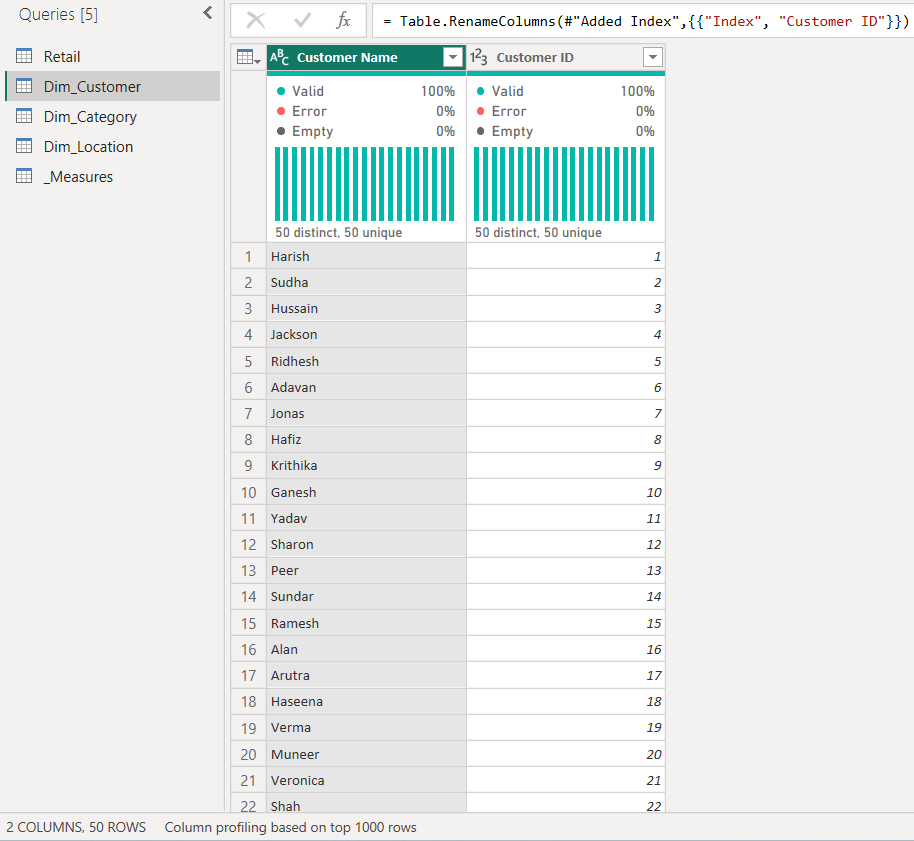 Queries [5]
Retail
Dim_Customer
Dim_Category
Dim_Location
_Measures
fx
= Table.RenameColumns(#"Added Index",{{"Index", "Customer ID"}})
ABC Customer Name 123 Customer ID
Valid 100% Valid 100%
Error 0% Error 0%
Empty 0% Empty 0%
50 distinct, 50 unique 50 distinct, 50 unique
1 Harish 1
2 Sudha 2
3 Hussain 3
4 Jackson 4
5 Ridhesh 5
6 Adavan 6
7 Jonas 7
8 Hafiz 8
9 Krithika 9
10 Ganesh 10
11 Yadav 11
12 Sharon 12
13 Peer 13
14 Sundar 14
15 Ramesh 15
16 Alan 16
17 Arutra 17
18 Haseena 18
19 Verma 19
20 Muneer 20
21 Veronica 21
22 Shah 22
2 COLUMNS, 50 ROWS Column profiling based on top 1000 rows